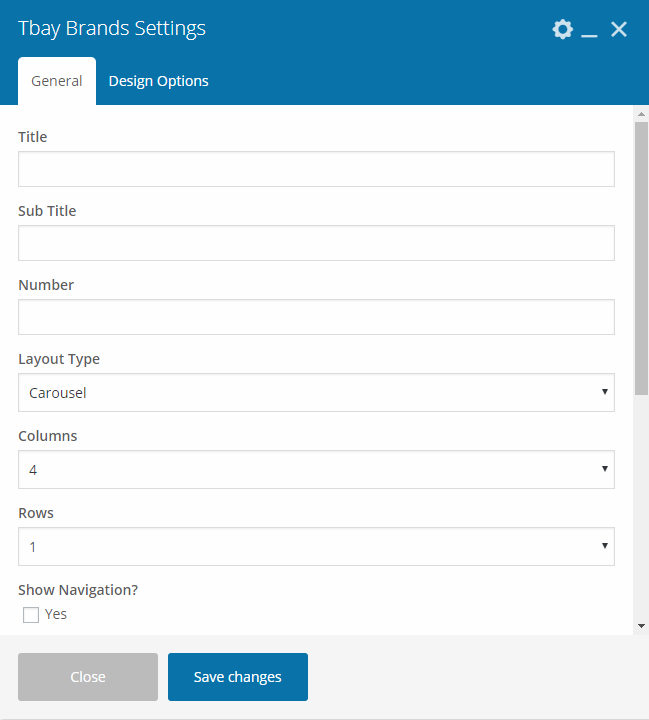 Tbay Brands Settings
General Design Options
Title
Sub Title
Number
Layout Type
Carousel
Columns
4
Rows
1
Show Navigation?
Yes
Close Save changes